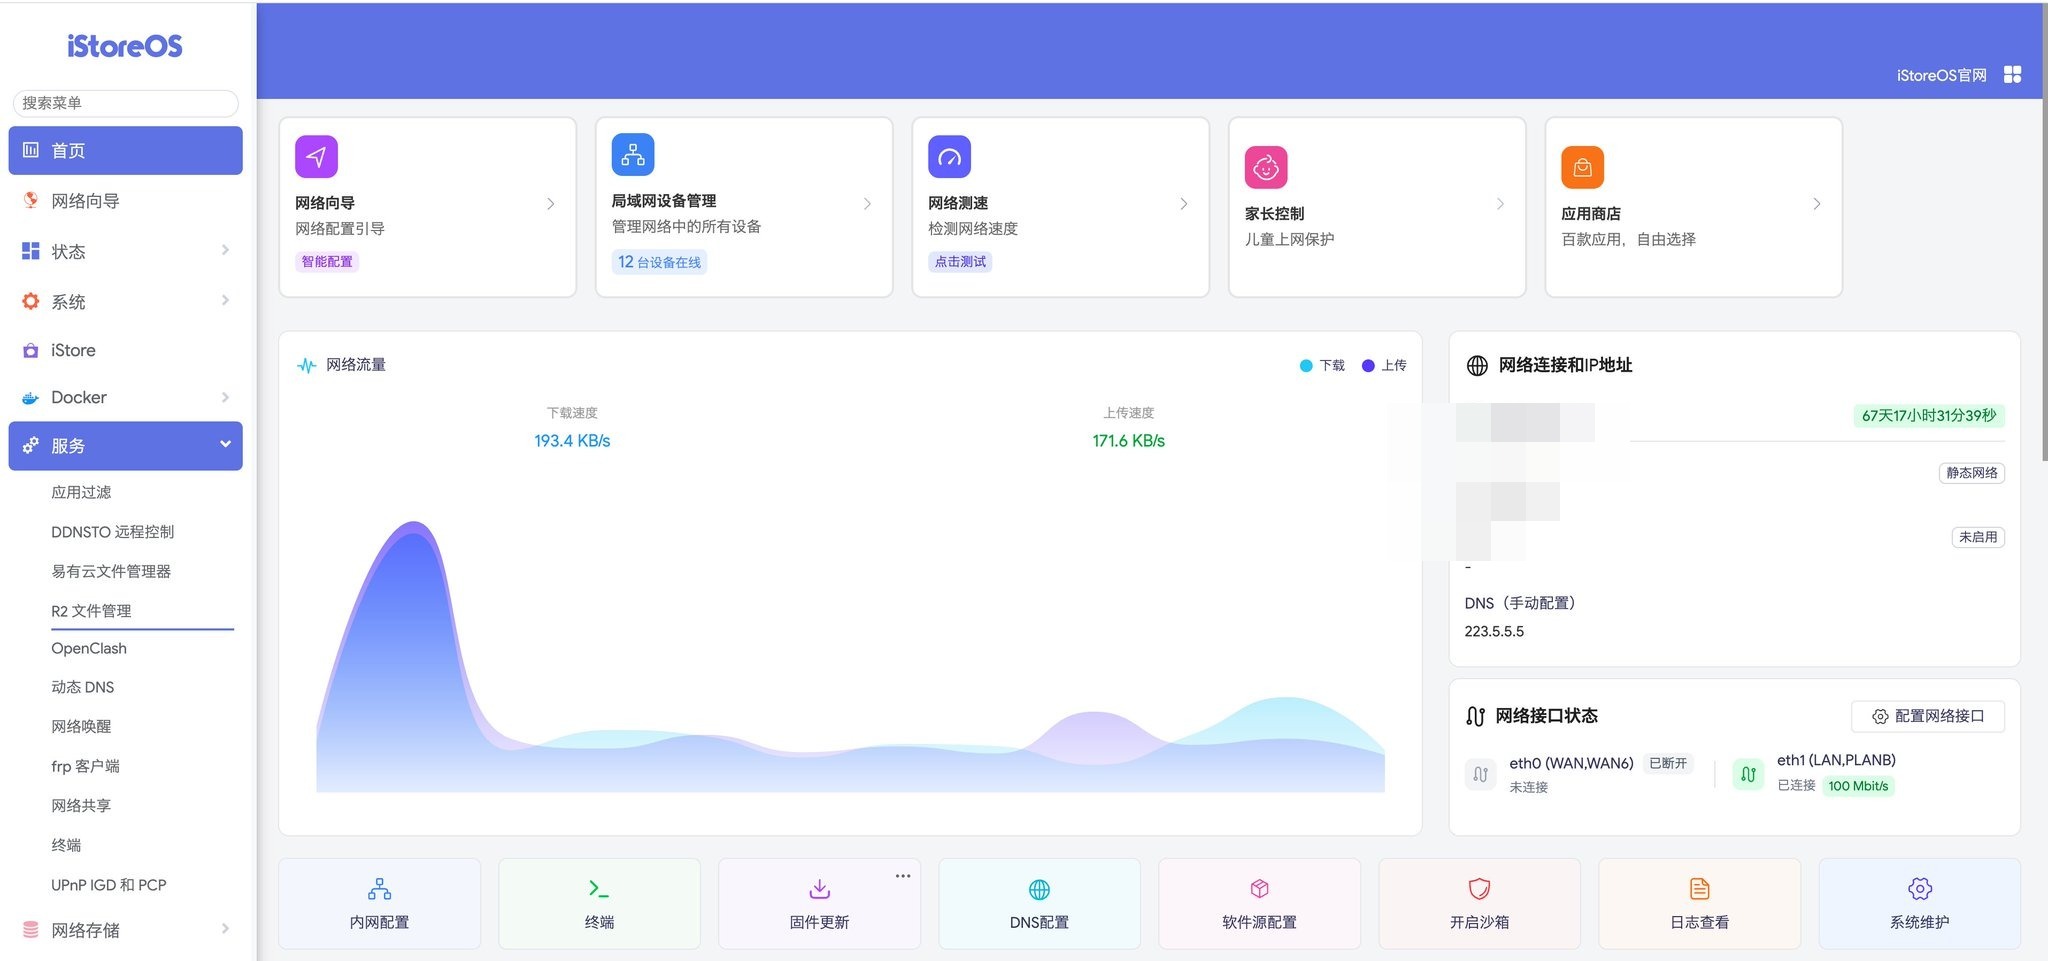 iStoreOS
搜索菜单
首页
网络向导
状态
系统
iStore
Docker
服务
应用过滤
DDNSTO 远程控制
易有云文件管理器
R2 文件管理
OpenClash
动态 DNS
网络唤醒
frp 客户端
网络共享
终端
UPnP IGD 和 PCP
网络存储
iStoreOS官网
网络向导
网络配置引导
智能配置
局域网设备管理
管理网络中的所有设备
12 台设备在线
网络测速
检测网络速度
点击测试
家长控制
儿童上网保护
应用商店
百款应用，自由选择
网络流量
下载 上传
下载速度
193.4 KB/s
上传速度
171.6 KB/s
网络连接和IP地址
67天17小时31分39秒
静态网络
未启用
-
DNS（手动配置）
223.5.5.5
网络接口状态
配置网络接口
eth0 (WAN,WAN6) 已断开
未连接
eth1 (LAN,PLANB)
已连接 100 Mbit/s
内网配置
终端
固件更新
DNS配置
软件源配置
开启沙箱
日志查看
系统维护